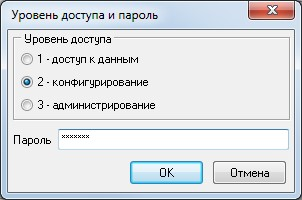 Уровень доступа и пароль
Уровень доступа
1 - доступ к данным
2 - конфигурирование
3 - администрирование
Пароль *******
OK Отмена